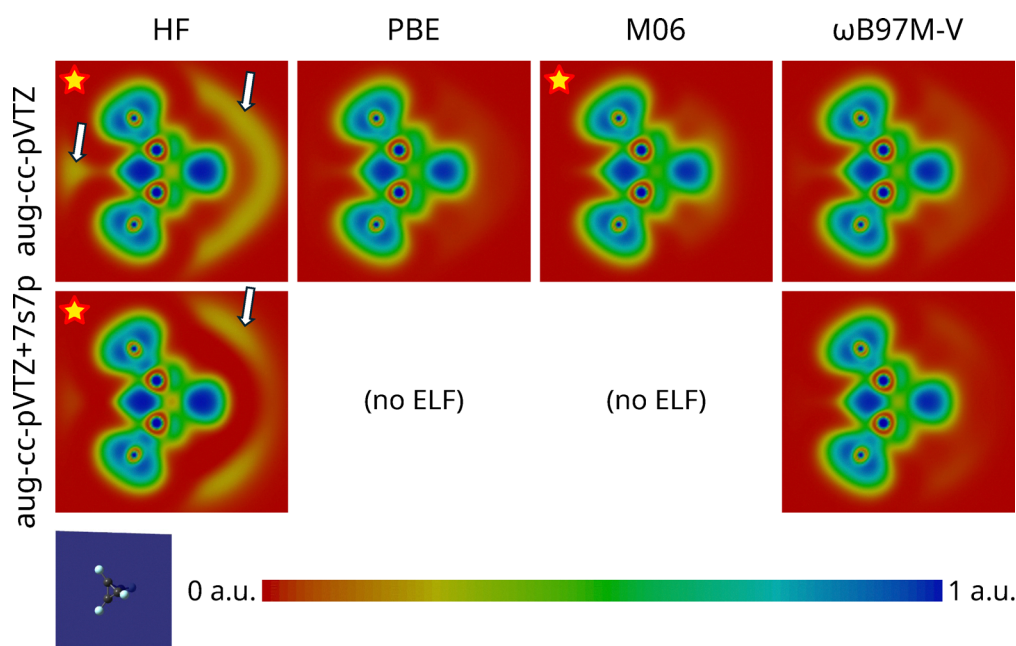 HF
PBE
M06
ωB97M-V
aug-cc-pVTZ
aug-cc-pVTZ+7s7p
(no ELF)
(no ELF)
0 a.u.
1 a.u.